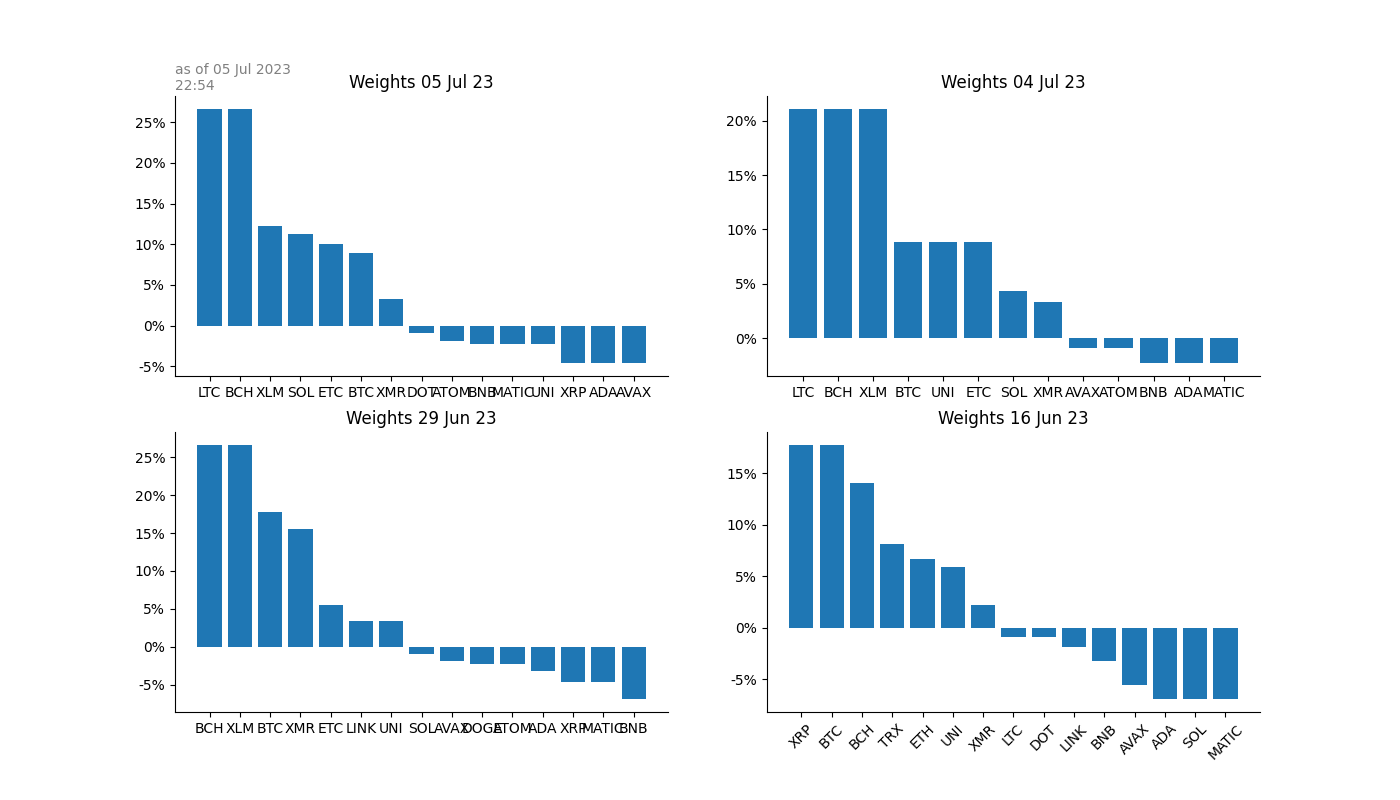 as of 05 Jul 2023
22:54
Weights 05 Jul 23
25%
20%
15%
10%
5%
0%
-5%
LTC BCH XLM SOL ETC BTC XMR DOT ATOM BNB MATIC UNI XRP ADA AVAX
Weights 04 Jul 23
20%
15%
10%
5%
0%
LTC BCH XLM BTC UNI ETC SOL XMR AVAX ATOM BNB ADA MATIC
Weights 29 Jun 23
25%
20%
15%
10%
5%
0%
-5%
BCH XLM BTC XMR ETC LINK UNI SOL AVAX DOGE ATOM ADA XRP MATIC BNB
Weights 16 Jun 23
15%
10%
5%
0%
-5%
XRP BTC BCH TRX ETH UNI XMR LTC DOT LINK BNB AVAX ADA SOL MATIC